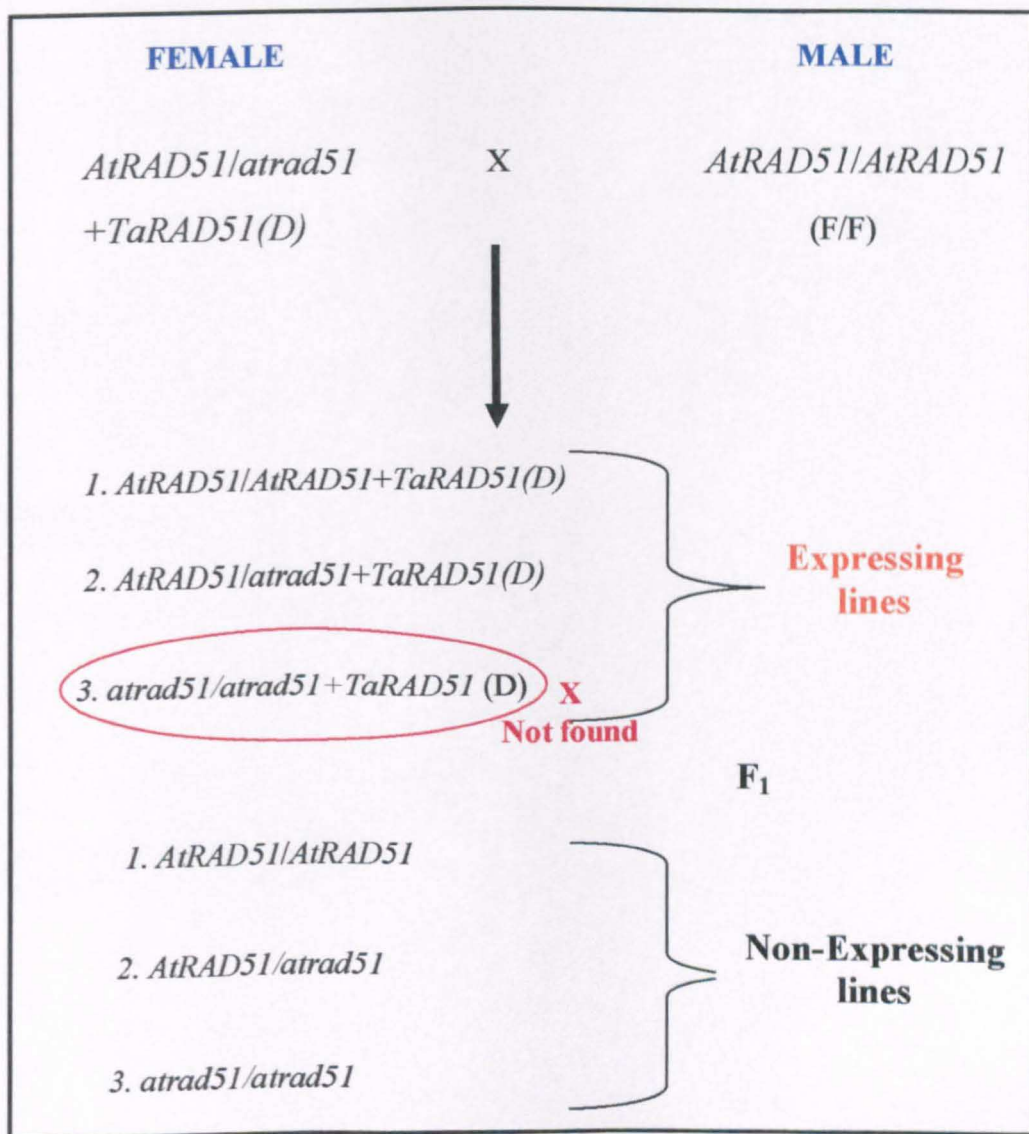 FEMALE MALE
AtRAD51/atrad51 X AtRAD51/AtRAD51
+TaRAD51(D) (F/F)
1. AtRAD51/AtRAD51+TaRAD51(D)
2. AtRAD51/atrad51+TaRAD51(D)
Expressing
lines
3. atrad51/atrad51+TaRAD51 (D) X
Not found
F1
1. AtRAD51/AtRAD51
2. AtRAD51/atrad51
Non-Expressing
lines
3. atrad51/atrad51